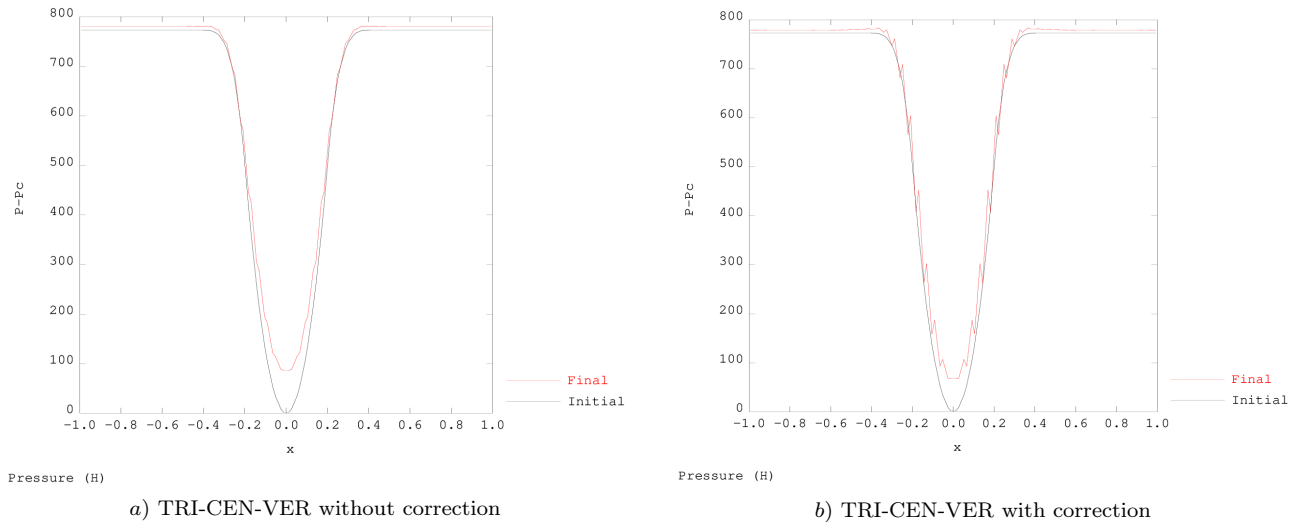 800
700
600
500
400
300
200
100
0
P-Pc
-1.0 -0.8 -0.6 -0.4 -0.2 0.0 0.2 0.4 0.6 0.8 1.0
x
Final
Initial
Pressure (H)
a) TRI-CEN-VER without correction
800
700
600
500
400
300
200
100
0
P-Pc
-1.0 -0.8 -0.6 -0.4 -0.2 0.0 0.2 0.4 0.6 0.8 1.0
x
Final
Initial
Pressure (H)
b) TRI-CEN-VER with correction